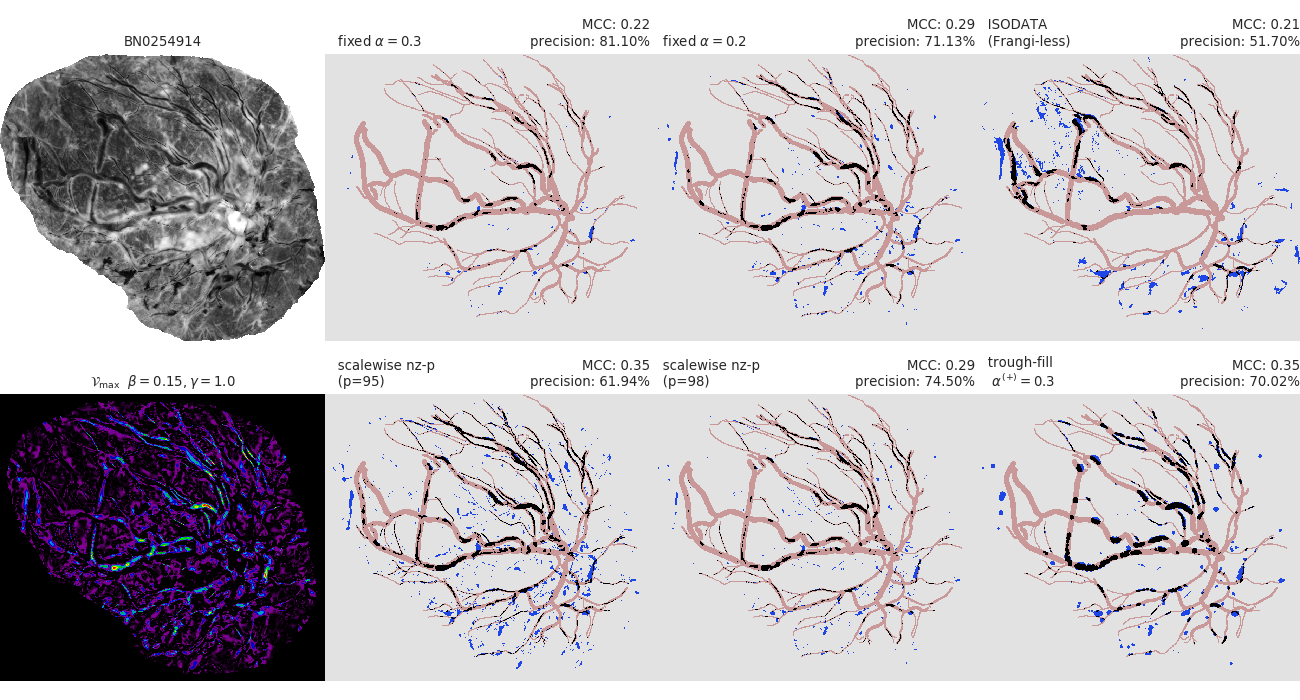 BN0254914
fixed α = 0.3
MCC: 0.22
precision: 81.10%
fixed α = 0.2
MCC: 0.29
precision: 71.13%
ISODATA
(Frangi-less)
MCC: 0.21
precision: 51.70%
𝒱max β = 0.15, γ = 1.0
scalewise nz-p
(p=95)
MCC: 0.35
precision: 61.94%
scalewise nz-p
(p=98)
MCC: 0.29
precision: 74.50%
trough-fill
α(+) = 0.3
MCC: 0.35
precision: 70.02%